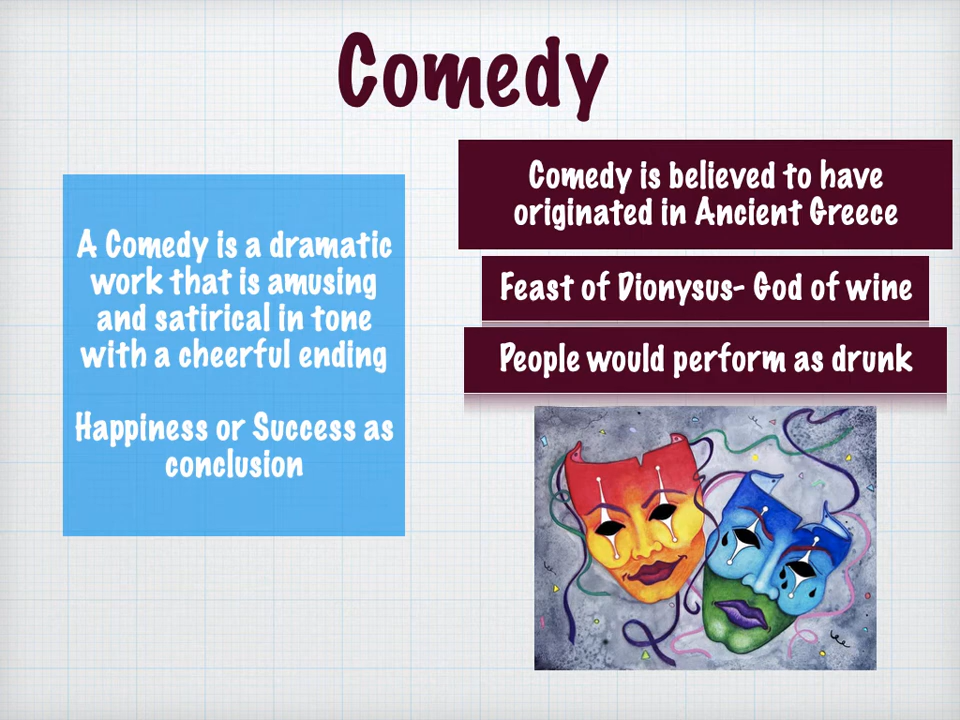 Comedy
A Comedy is a dramatic
work that is amusing
and satirical in tone
with a cheerful ending
Happiness or Success as
conclusion
Comedy is believed to have
originated in Ancient Greece
Feast of Dionysus- God of wine
People would perform as drunk